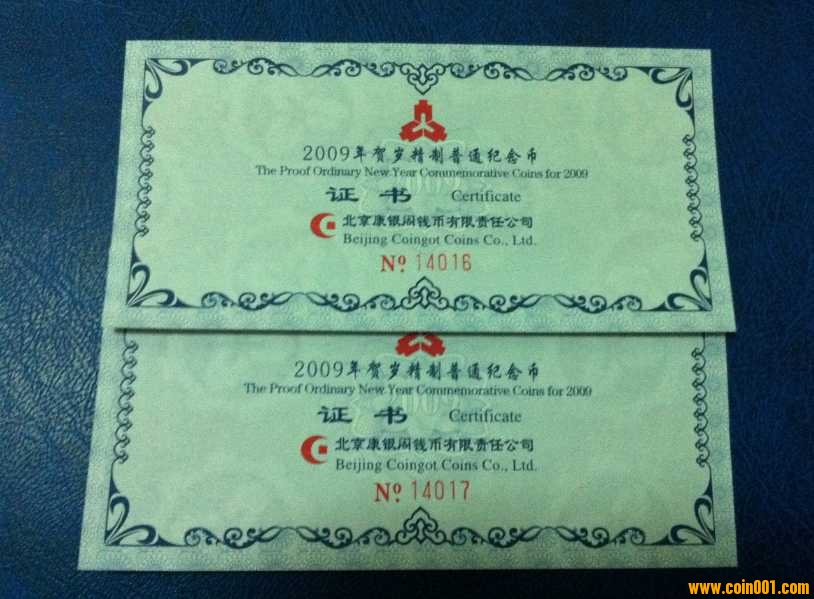 2009年贺岁精制普通纪念币
The Proof Ordinary New Year Commemorative Coins for 2009
证书 Certificate
北京康银阁钱币有限责任公司
Beijing Coingot Coins Co., Ltd.
Nº 14016
2009年贺岁精制普通纪念币
The Proof Ordinary New Year Commemorative Coins for 2009
证书 Certificate
北京康银阁钱币有限责任公司
Beijing Coingot Coins Co., Ltd.
Nº 14017
www.coin001.com